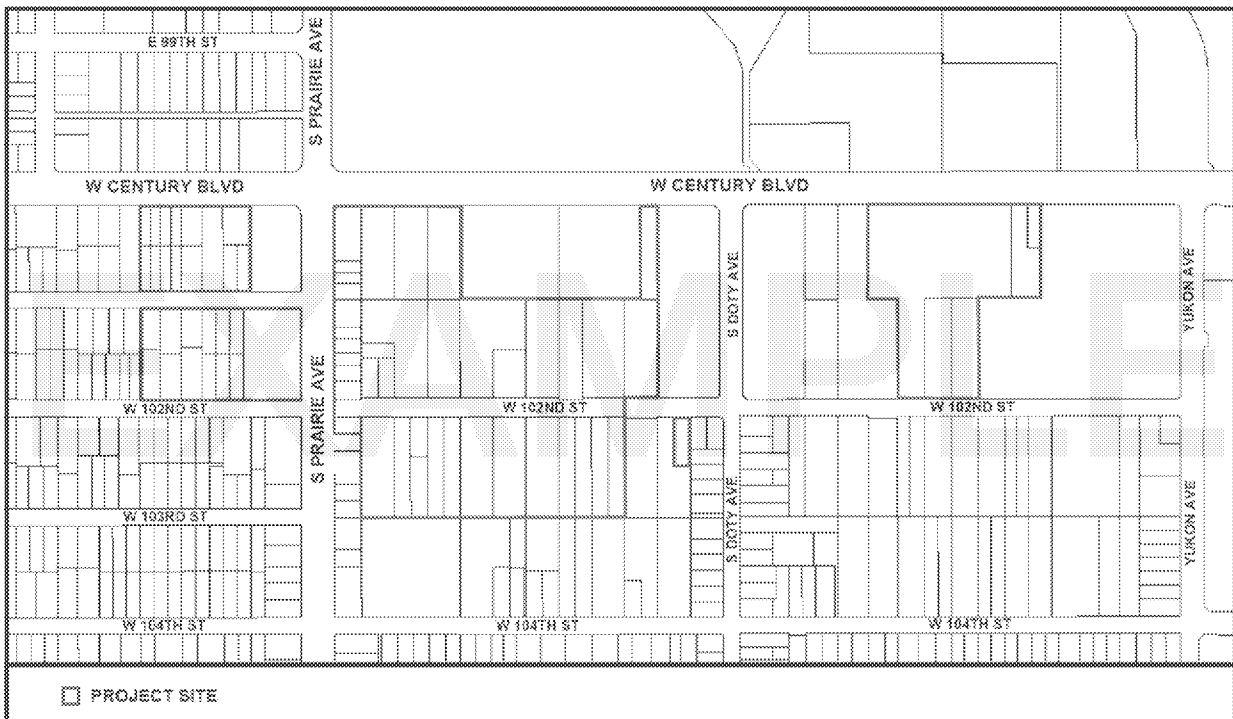 E 99TH ST
S PRAIRIE AVE
W CENTURY BLVD
W CENTURY BLVD
S DOTY AVE
YUKON AVE
EXAMPLE
S PRAIRIE AVE
W 102ND ST
W 102ND ST
W 102ND ST
W 103RD ST
S DOTY AVE
YUKON AVE
W 104TH ST
W 104TH ST
W 104TH ST
PROJECT SITE